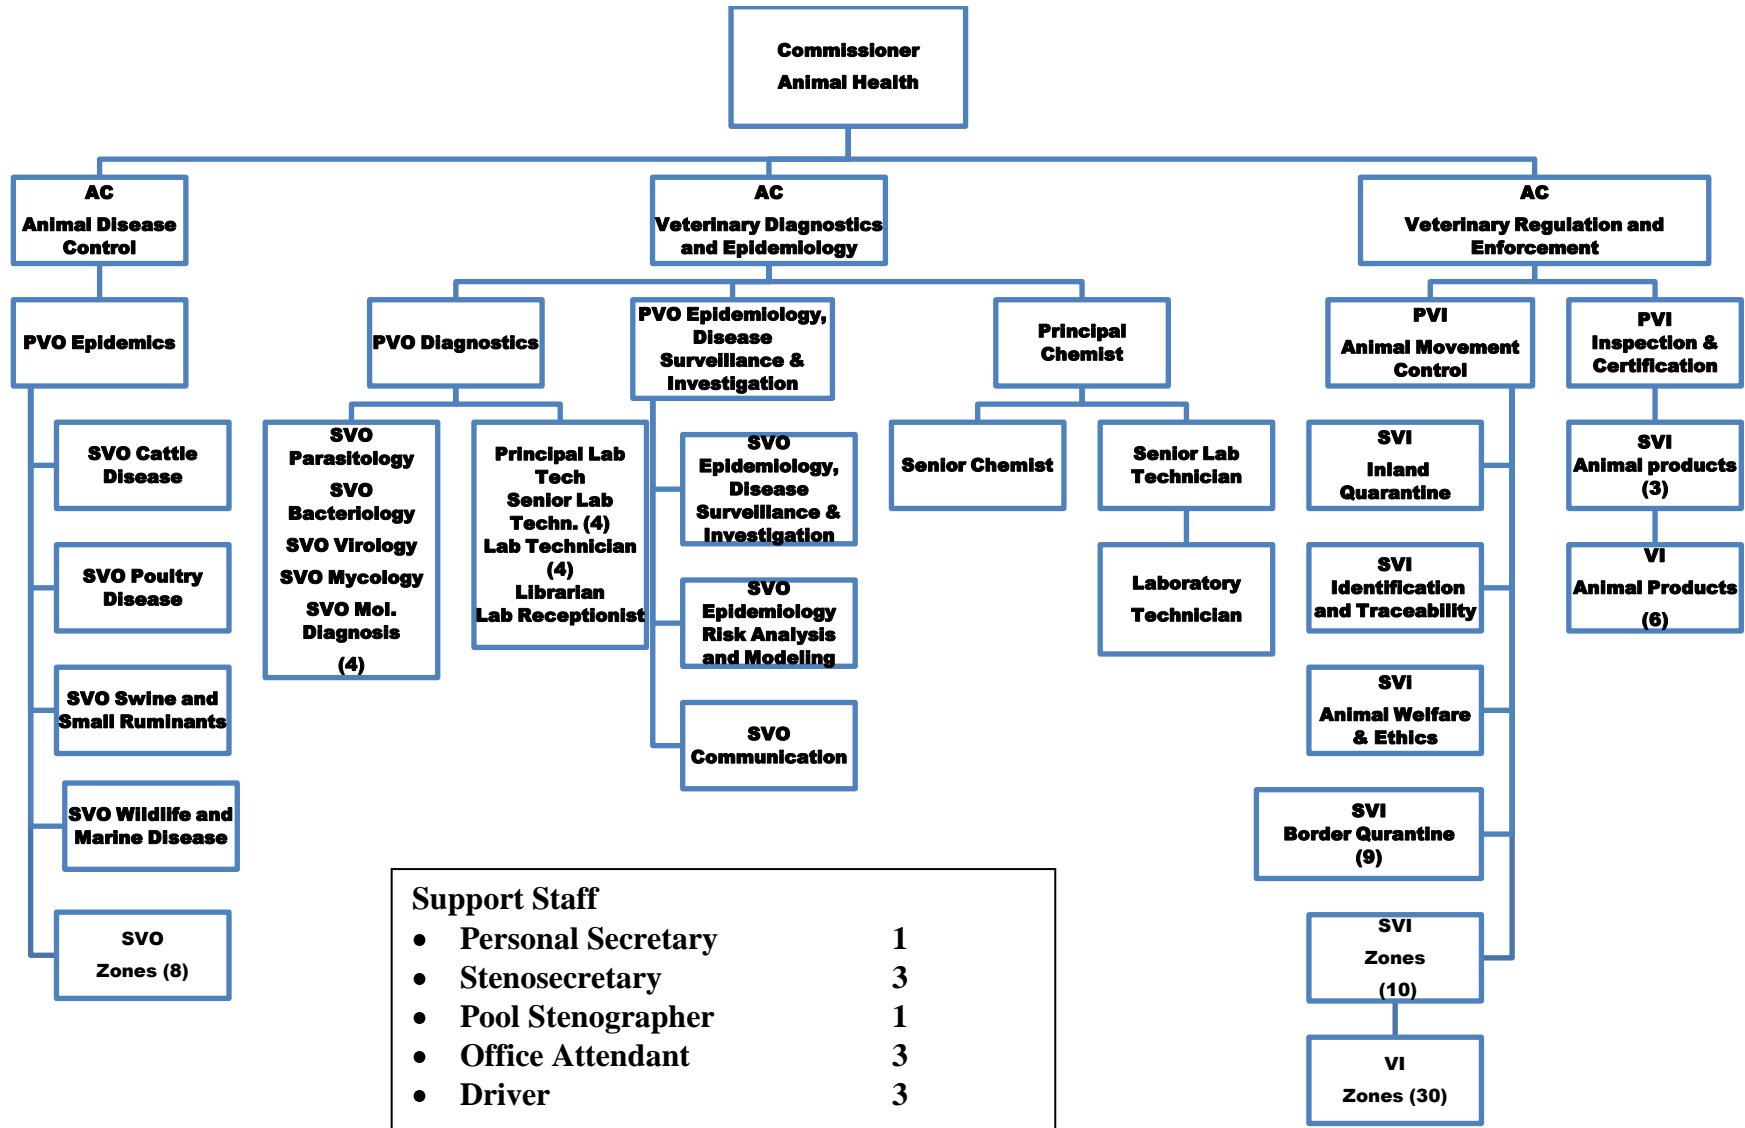 Commissioner
Animal Health
AC
Animal Disease
Control
AC
Veterinary Diagnostics
and Epidemiology
AC
Veterinary Regulation and
Enforcement
PVO Epidemics
PVO Diagnostics
PVO Epidemiology,
Disease
Surveillance &
Investigation
Principal
Chemist
PVI
Animal Movement
Control
PVI
Inspection &
Certification
SVO Cattle
Disease
SVO Poultry
Disease
SVO Swine and
Small Ruminants
SVO Wildlife and
Marine Disease
SVO
Zones (8)
SVO
Parasitology
SVO
Bacteriology
SVO Virology
SVO Mycology
SVO Mol.
Diagnosis
(4)
Principal Lab
Tech
Senior Lab
Techn. (4)
Lab Technician
(4)
Librarian
Lab Receptionist
SVO
Epidemiology,
Disease
Surveillance &
Investigation
SVO
Epidemiology
Risk Analysis
and Modeling
SVO
Communication
Senior Chemist
Senior Lab
Technician
Laboratory
Technician
SVI
Inland
Quarantine
SVI
Identification
and Traceability
SVi
Animal Welfare
& Ethics
SVI
Border Qurantine
(9)
SVI
Zones
(10)
VI
Zones (30)
SVI
Animal products
(3)
VI
Animal Products
(6)
Support Staff
• Personal Secretary 1
• Stenosecretary 3
• Pool Stenographer 1
• Office Attendant 3
• Driver 3